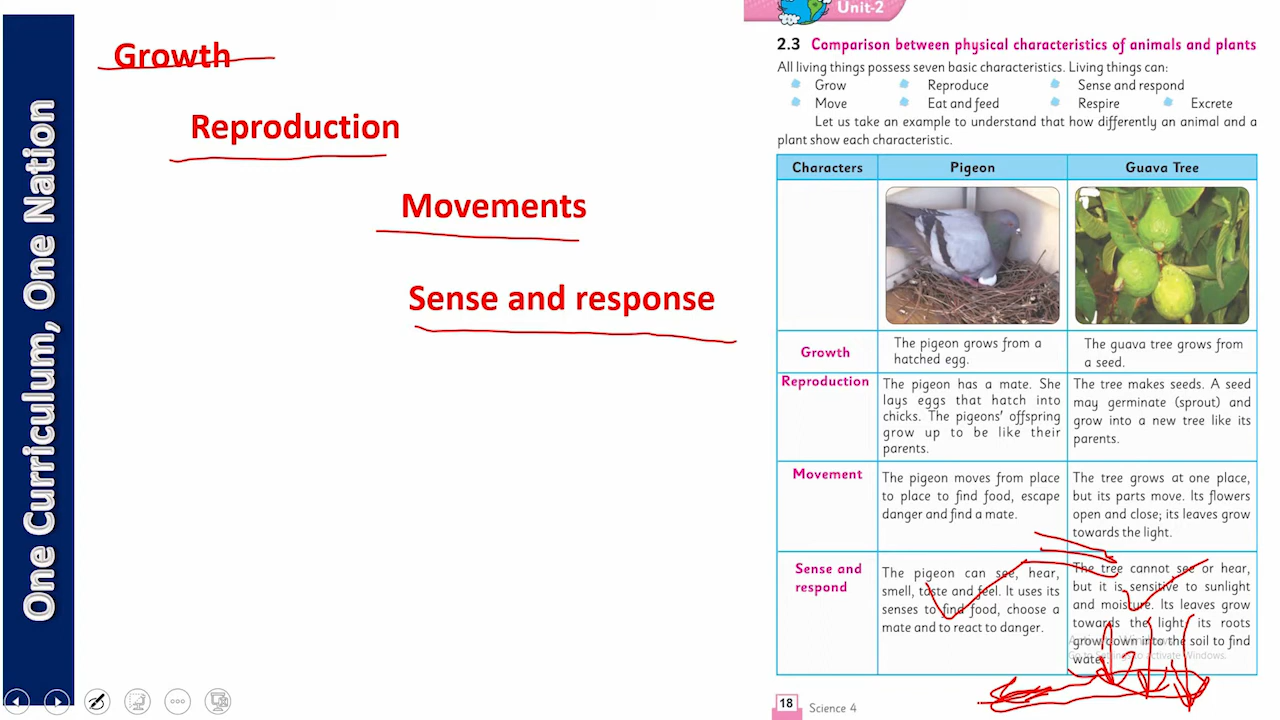 One Curriculum, One Nation
Growth
Reproduction
Movements
Sense and response
Unit-2
2.3 Comparison between physical characteristics of animals and plants
All living things possess seven basic characteristics. Living things can:
Grow Reproduce Sense and respond
Move Eat and feed Respire Excrete
Let us take an example to understand that how differently an animal and a
plant show each characteristic.
Characters Pigeon Guava Tree
Growth
The pigeon grows from a
hatched egg.
The guava tree grows from
a seed.
Reproduction
The pigeon has a mate. She
lays eggs that hatch into
chicks. The pigeons' offspring
grow up to be like their
parents.
The tree makes seeds. A seed
may germinate (sprout) and
grow into a new tree like its
parents.
Movement
The pigeon moves from place
to place to find food, escape
danger and find a mate.
The tree grows at one place,
but its parts move. Its flowers
open and close; its leaves grow
towards the light.
Sense and
respond
The pigeon can see, hear,
smell, taste and feel. It uses its
senses to find food, choose a
mate and to react to danger.
The tree cannot see or hear,
but it is sensitive to sunlight
and moisture. Its leaves grow
towards the light, its roots
grow down into the soil to find
water.
Go to Settings to activate Windows.
18 Science 4